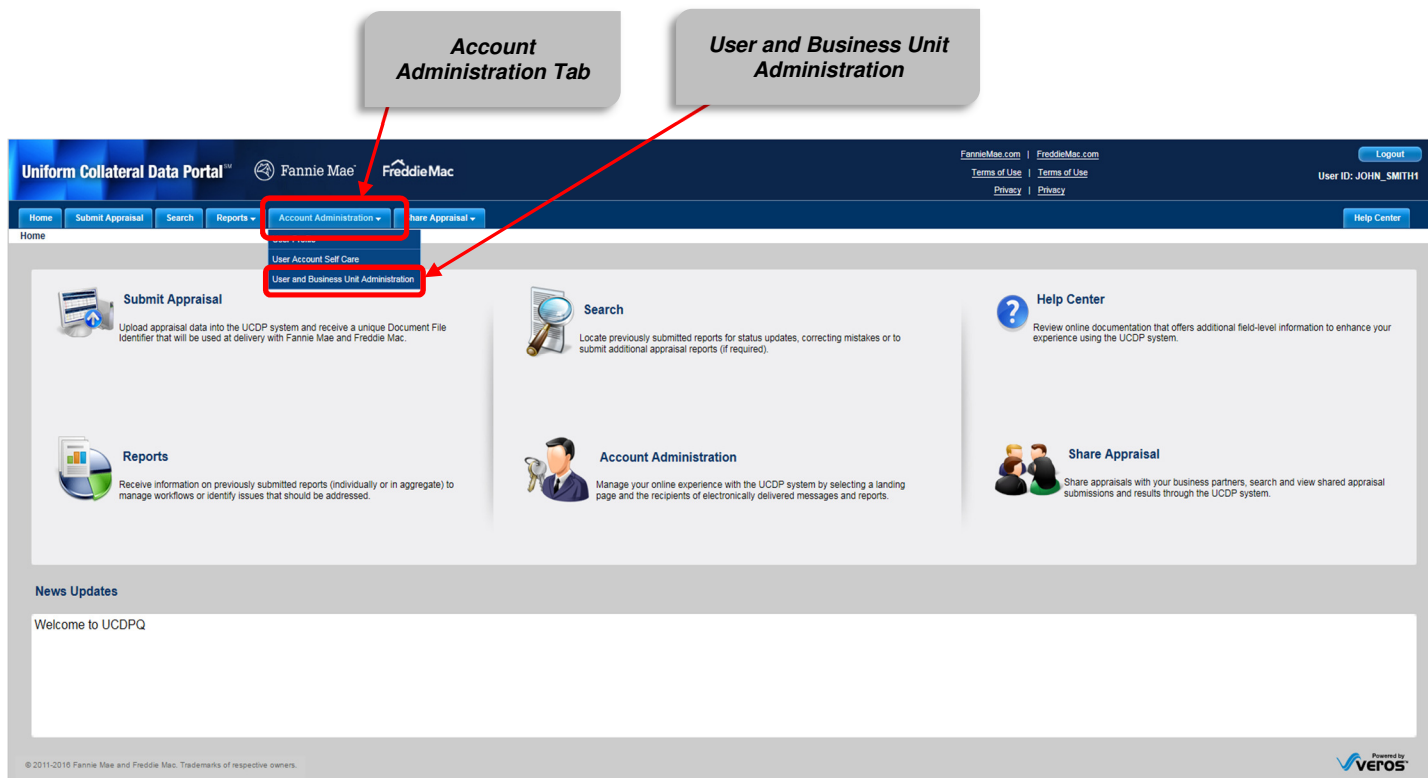 Account
Administration Tab
User and Business Unit
Administration
Uniform Collateral Data Portal℠
Fannie Mae
Freddie Mac
FannieMae.com | FreddieMac.com
Terms of Use | Terms of Use
Privacy | Privacy
Logout
User ID: JOHN_SMITH1
Home
Submit Appraisal
Search
Reports
Account Administration
Share Appraisal
Help Center
Home
User Profile
User Account Self Care
User and Business Unit Administration
Submit Appraisal
Upload appraisal data into the UCDP system and receive a unique Document File
Identifier that will be used at delivery with Fannie Mae and Freddie Mac.
Search
Locate previously submitted reports for status updates, correcting mistakes or to
submit additional appraisal reports (if required).
Help Center
Review online documentation that offers additional field-level information to enhance your
experience using the UCDP system.
Reports
Receive information on previously submitted reports (individually or in aggregate) to
manage workflows or identify issues that should be addressed.
Account Administration
Manage your online experience with the UCDP system by selecting a landing
page and the recipients of electronically delivered messages and reports.
Share Appraisal
Share appraisals with your business partners, search and view shared appraisal
submissions and results through the UCDP system.
News Updates
Welcome to UCDPQ
© 2011-2016 Fannie Mae and Freddie Mac. Trademarks of respective owners.
Powered by
veros